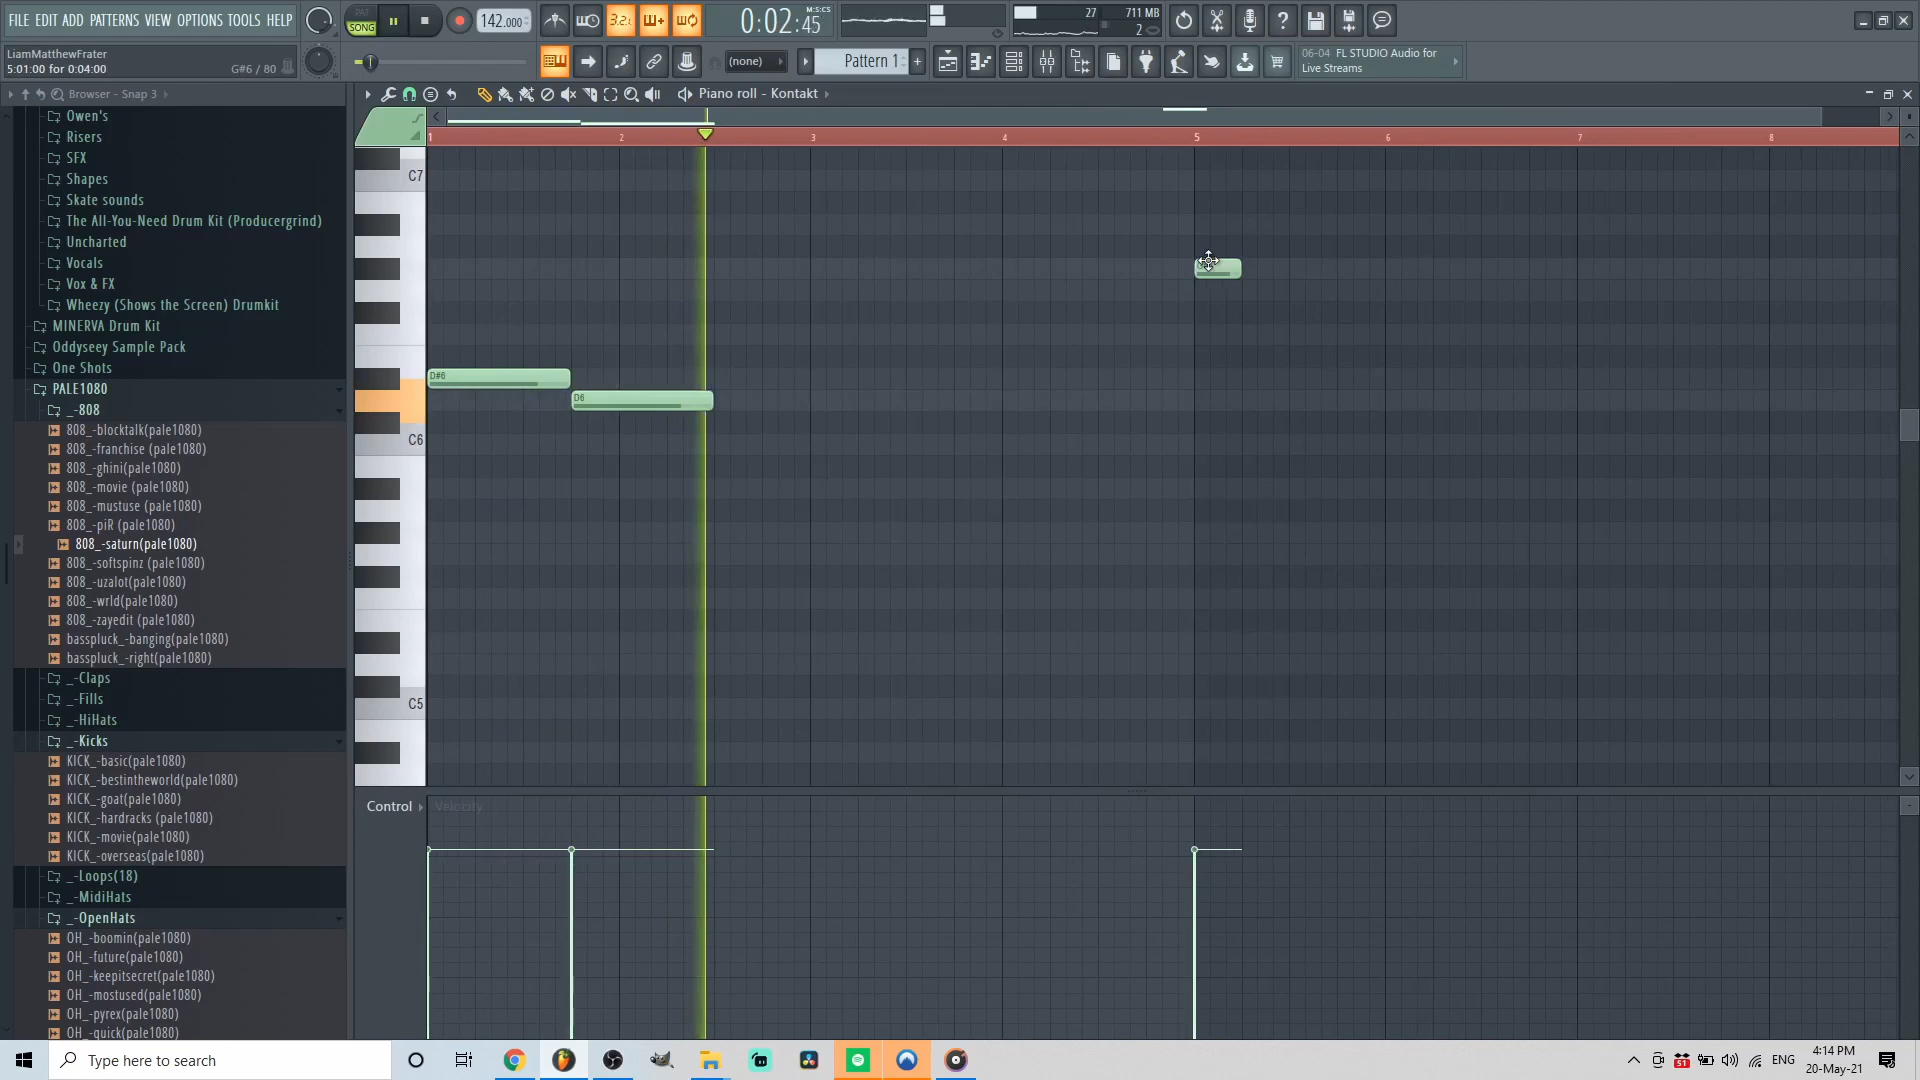 FILE EDIT ADD PATTERNS VIEW OPTIONS TOOLS HELP
PAT
SONG
142.000
3.2.
0:02:45
M:S:CS
27
711 MB
2
LiamMatthewFrater
5:01:00 for 0:04:00
G#6 / 80
(none)
Pattern 1
06-04 FL STUDIO Audio for
Live Streams
Browser - Snap 3
Piano roll - Kontakt
Owen's
Risers
SFX
Shapes
Skate sounds
The All-You-Need Drum Kit (Producergrind)
Uncharted
Vocals
Vox & FX
Wheezy (Shows the Screen) Drumkit
MINERVA Drum Kit
Oddyseey Sample Pack
One Shots
PALE1080
_-808
808_-blocktalk(pale1080)
808_-franchise (pale1080)
808_-ghini(pale1080)
808_-movie (pale1080)
808_-mustuse (pale1080)
808_-piR (pale1080)
808_-saturn(pale1080)
808_-softspinz (pale1080)
808_-uzalot(pale1080)
808_-wrld(pale1080)
808_-zayedit (pale1080)
basspluck_-banging(pale1080)
basspluck_-right(pale1080)
_-Claps
_-Fills
_-HiHats
_-Kicks
KICK_-basic(pale1080)
KICK_-bestintheworld(pale1080)
KICK_-goat(pale1080)
KICK_-hardracks (pale1080)
KICK_-movie(pale1080)
KICK_-overseas(pale1080)
_-Loops(18)
_-MidiHats
_-OpenHats
OH_-boomin(pale1080)
OH_-future(pale1080)
OH_-keepitsecret(pale1080)
OH_-mostused(pale1080)
OH_-pyrex(pale1080)
OH_-quick(pale1080)
1 2 3 4 5 6 7 8
C7
D#6
D6
C6
C5
Control
Velocity
Type here to search
51
ENG
4:14 PM
20-May-21